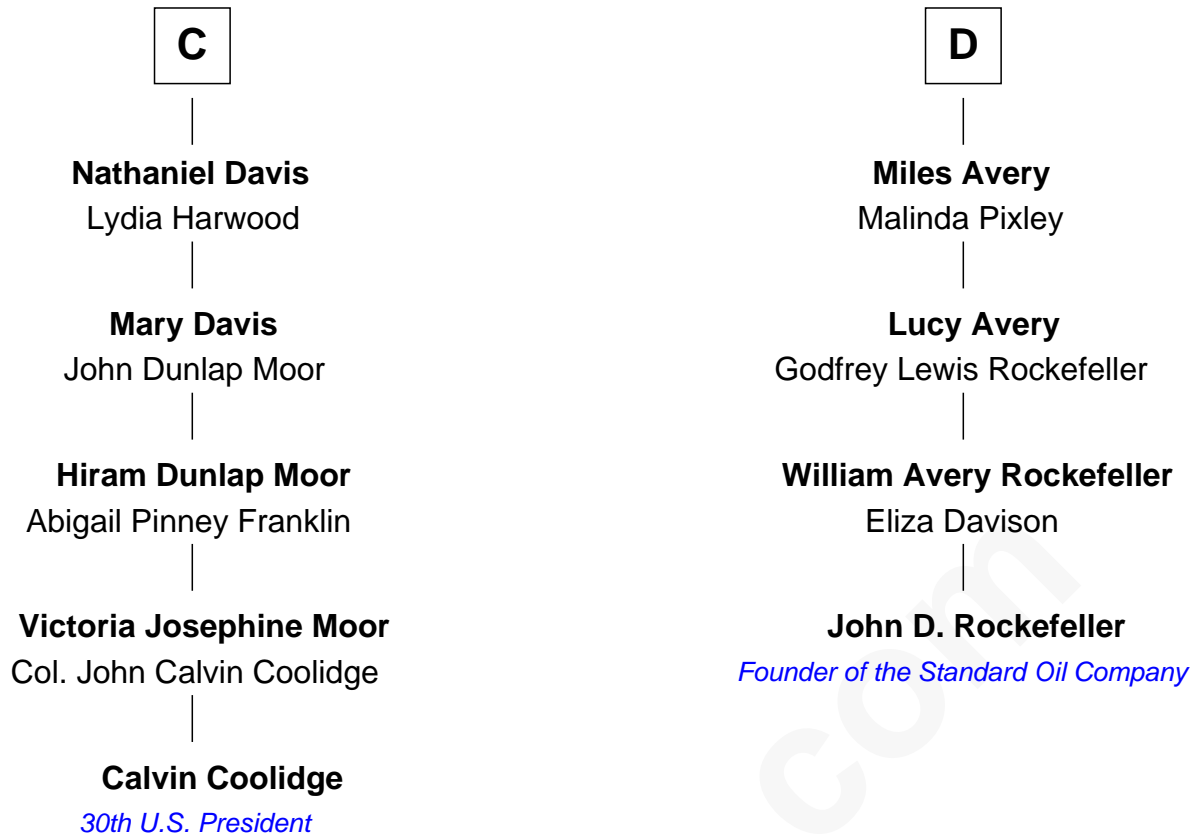 C
Nathaniel Davis
Lydia Harwood
Mary Davis
John Dunlap Moor
Hiram Dunlap Moor
Abigail Pinney Franklin
Victoria Josephine Moor
Col. John Calvin Coolidge
Calvin Coolidge
30th U.S. President
D
Miles Avery
Malinda Pixley
Lucy Avery
Godfrey Lewis Rockefeller
William Avery Rockefeller
Eliza Davison
John D. Rockefeller
Founder of the Standard Oil Company
com